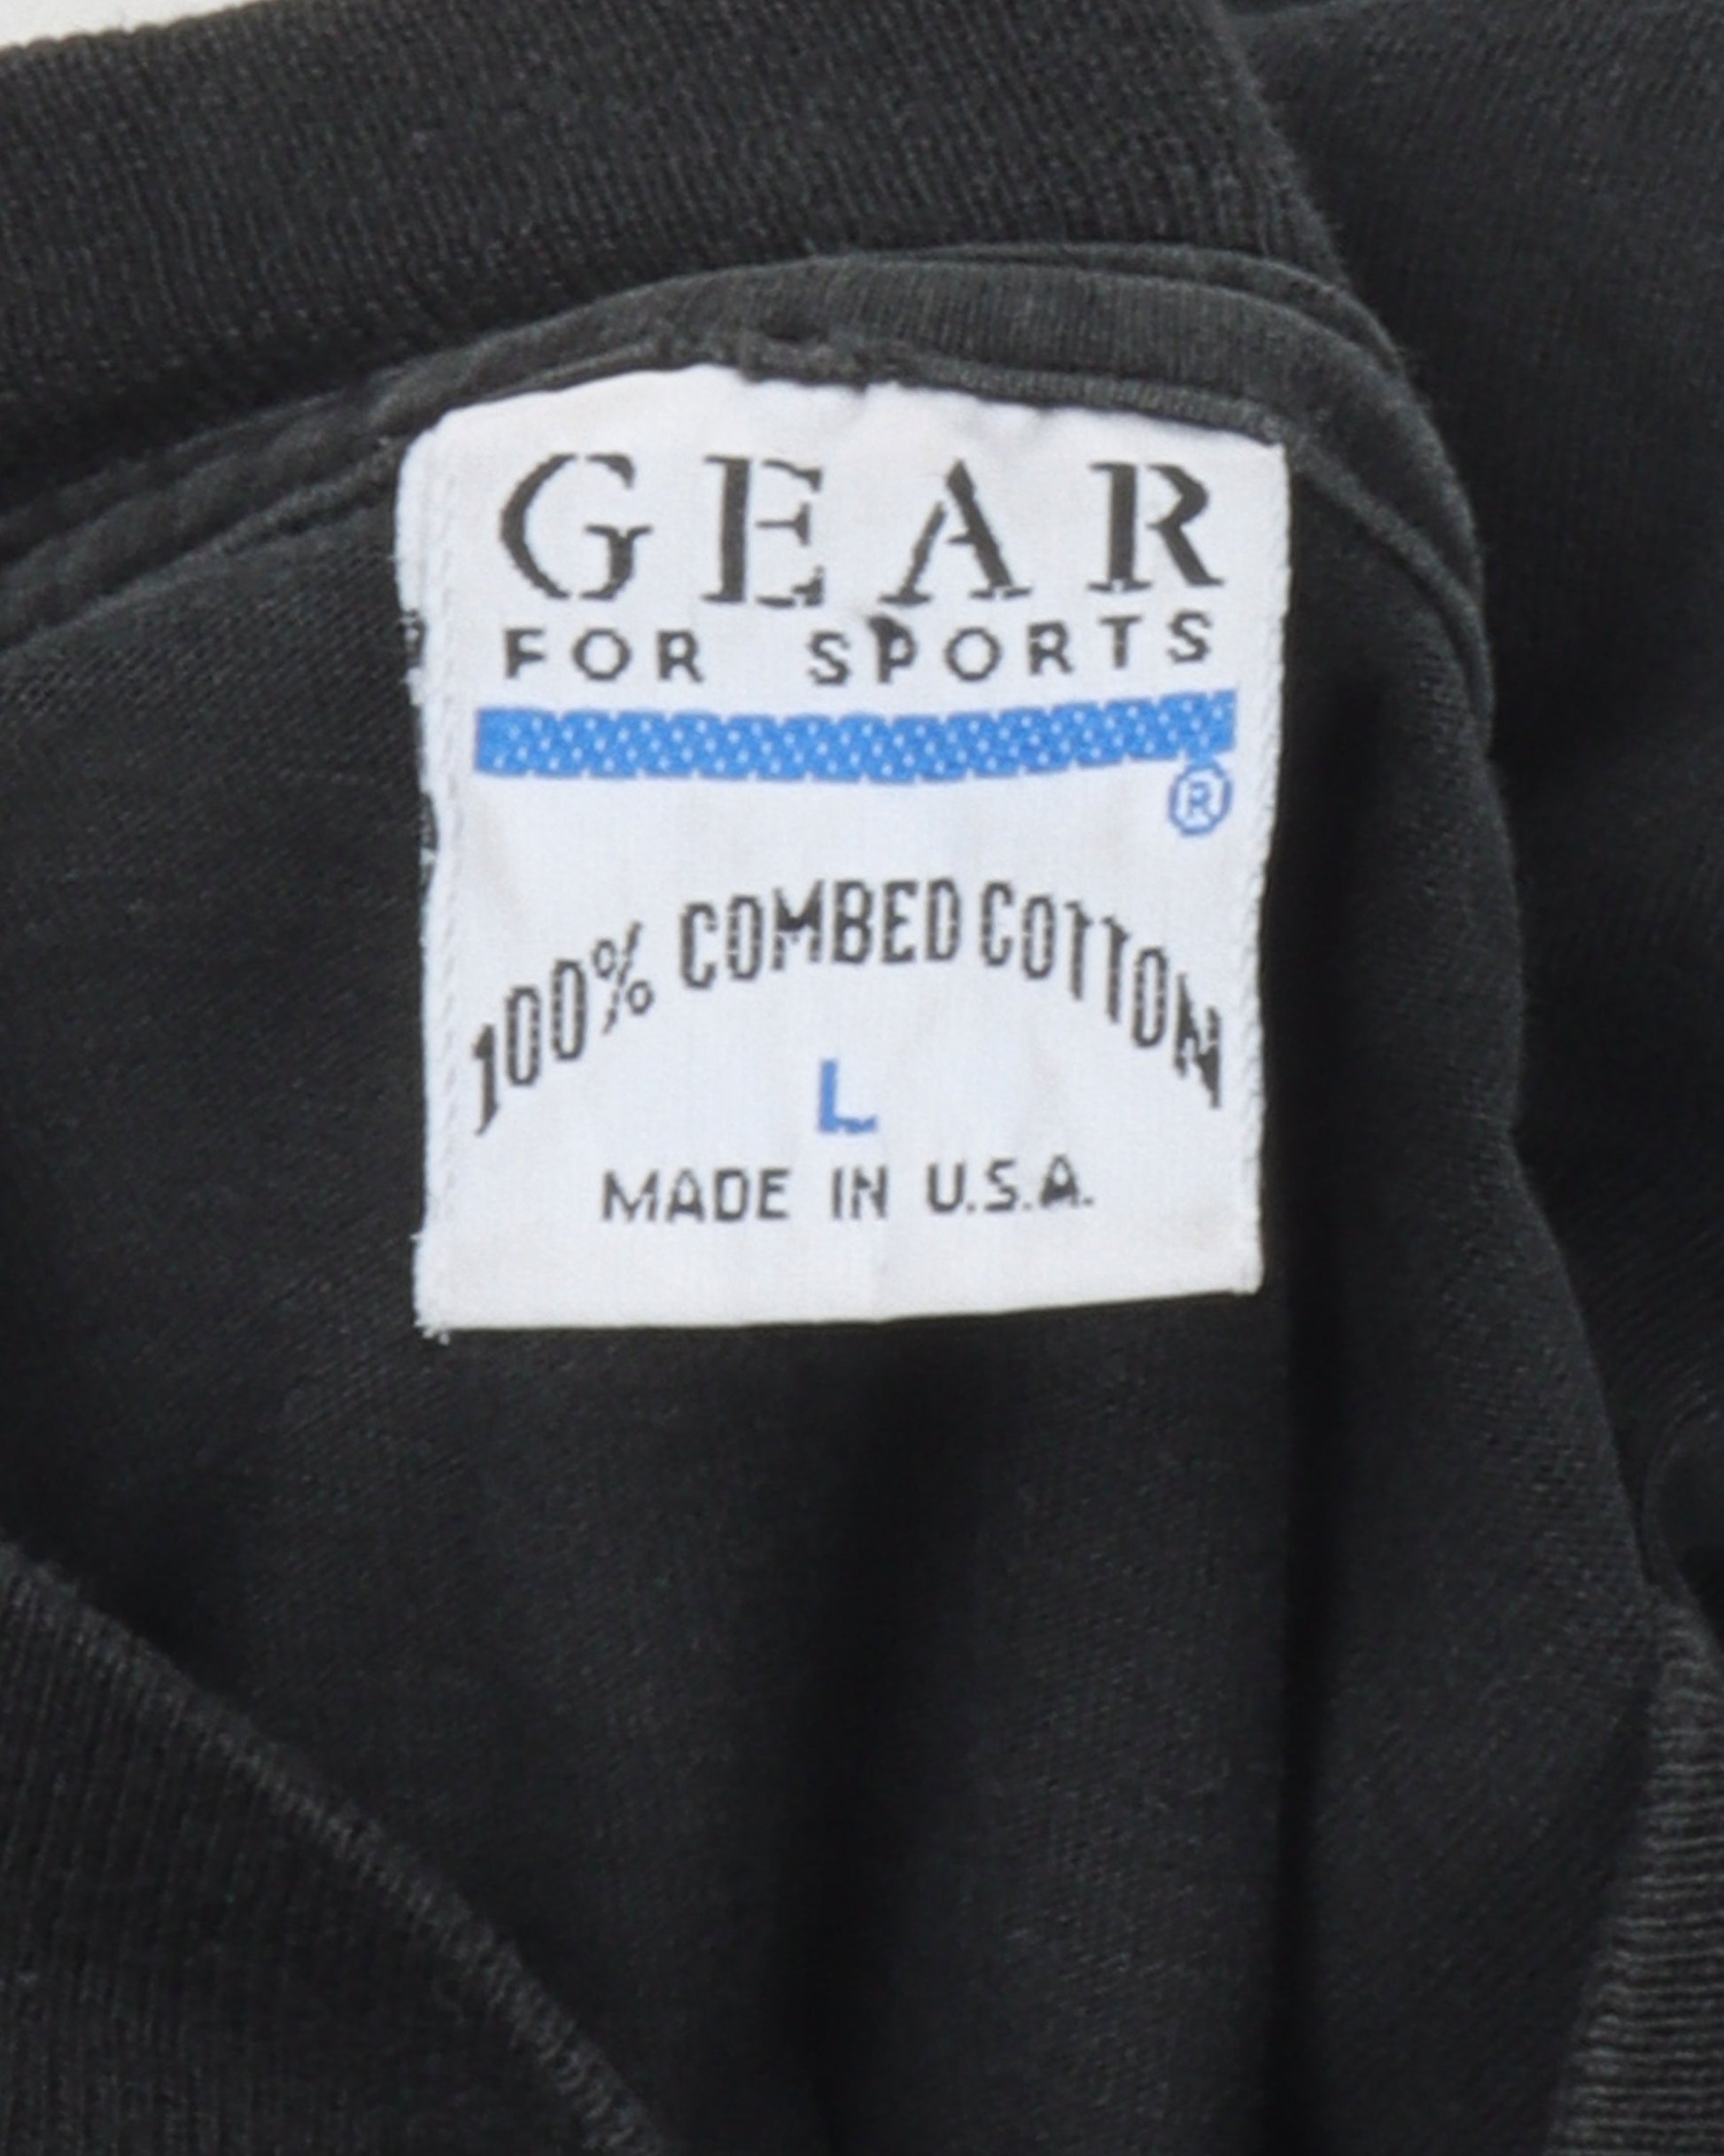 GEAR
FOR SPORTS
®
100% COMBED COTTON
L
MADE IN U.S.A.